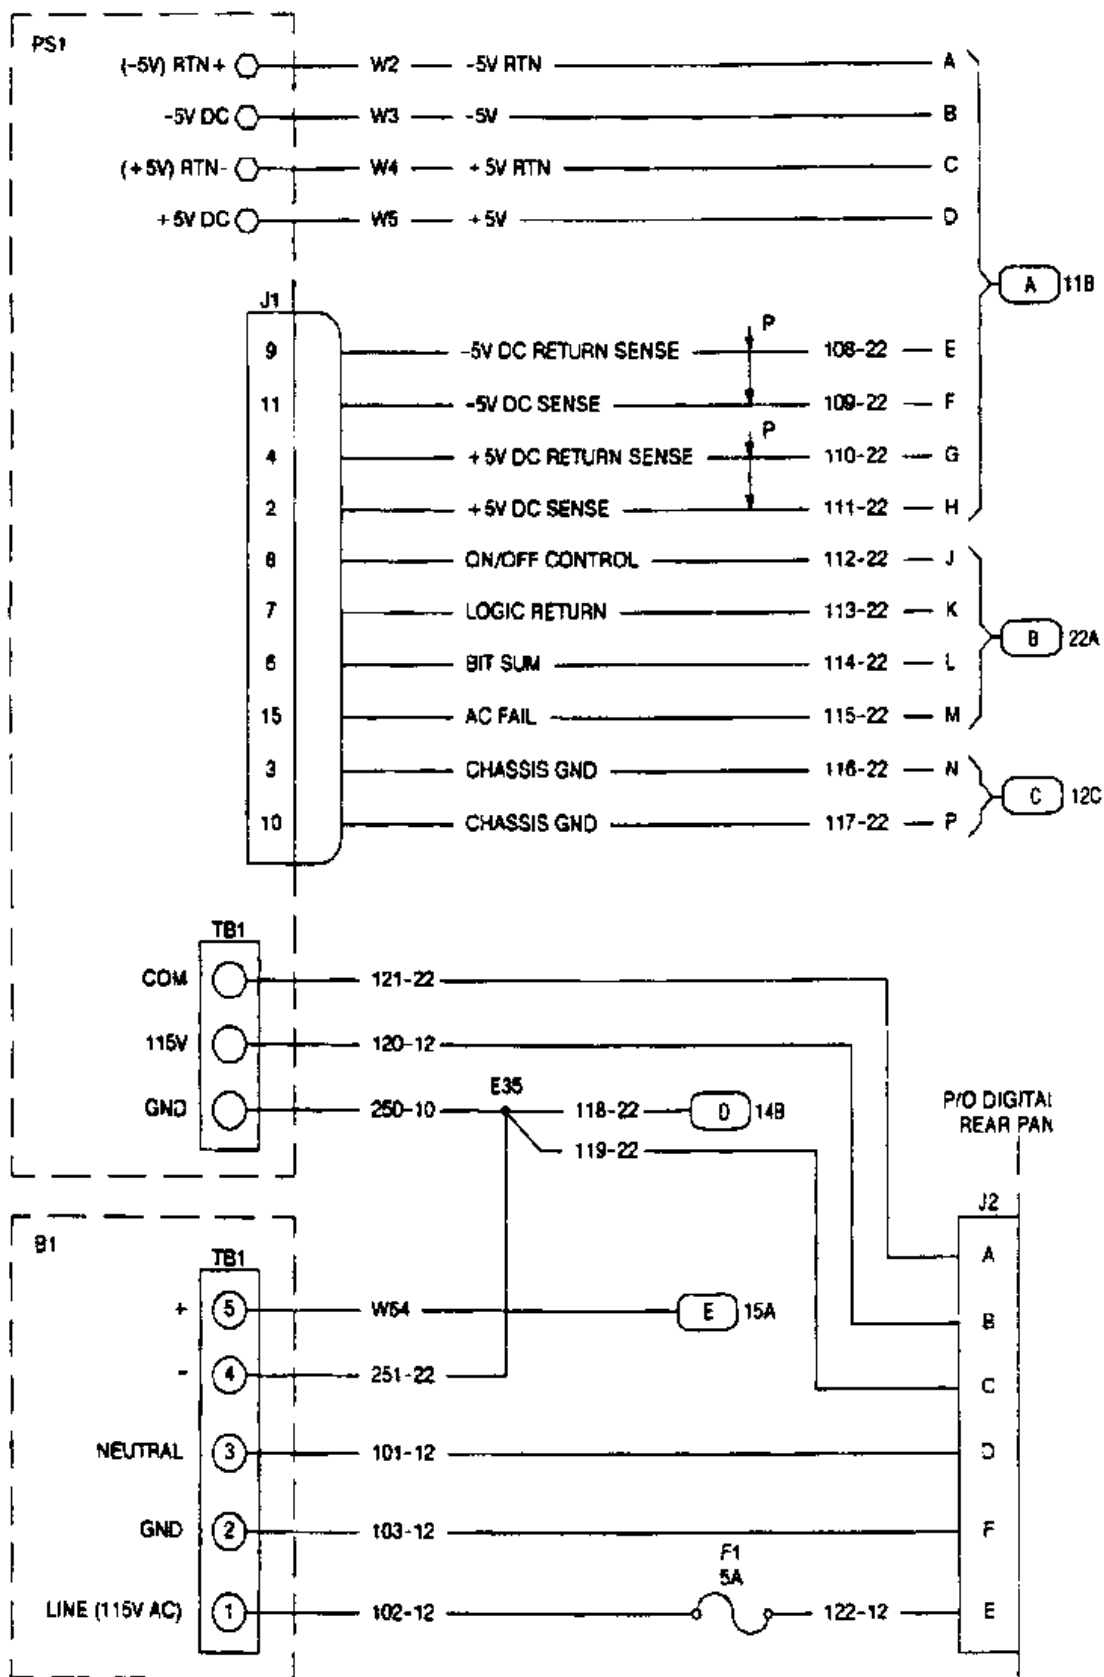 PS1
(-5V) RTN+ W2 -5V RTN A
-5V DC W3 -5V B
(+5V) RTN- W4 +5V RTN C
+5V DC W5 +5V D
A 11B
J1
P
9 -5V DC RETURN SENSE 108-22 E
11 -5V DC SENSE 109-22 F
P
4 +5V DC RETURN SENSE 110-22 G
2 +5V DC SENSE 111-22 H
8 ON/OFF CONTROL 112-22 J
7 LOGIC RETURN 113-22 K
B 22A
6 BIT SUM 114-22 L
15 AC FAIL 115-22 M
3 CHASSIS GND 116-22 N
C 12C
10 CHASSIS GND 117-22 P
TB1
COM 121-22
115V 120-12
E35
GND 250-10 118-22 D 14B
119-22
P/O DIGITAL
REAR PAN
J2
B1
TB1
A
+ 5 W64 E 15A
B
- 4 251-22
C
NEUTRAL 3 101-12 D
GND 2 103-12 F
F1
5A
LINE (115V AC) 1 102-12 122-12 E